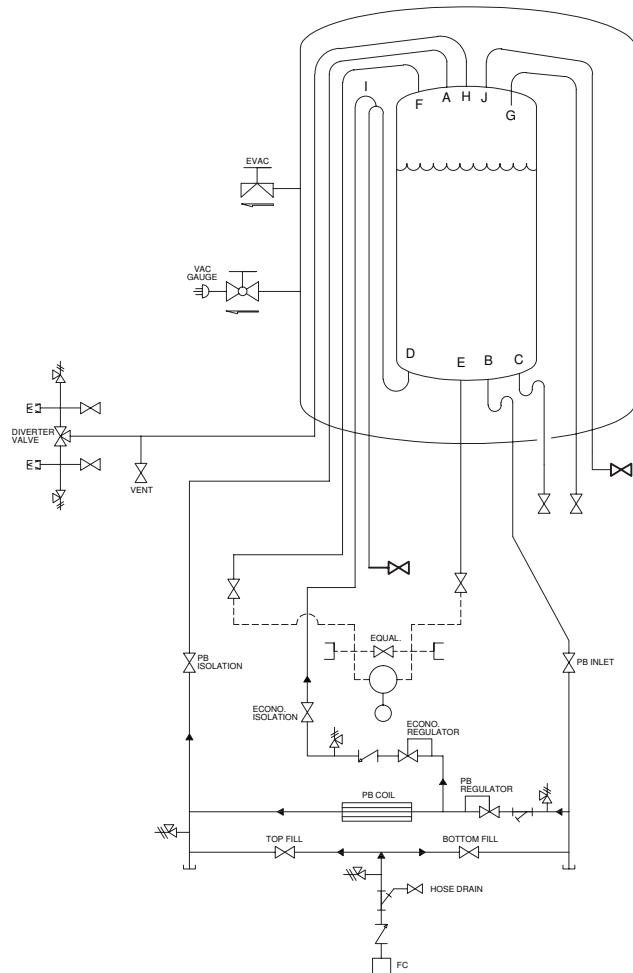 I
F
A
H
J
G
EVAC
VAC
GAUGE
D
E
B
C
DIVERTER
VALVE
VENT
EQUAL.
PB
ISOLATION
PB INLET
ECONO.
ISOLATION
ECONO.
REGULATOR
PB
REGULATOR
PB COIL
TOP FILL
BOTTOM FILL
HOSE DRAIN
FC